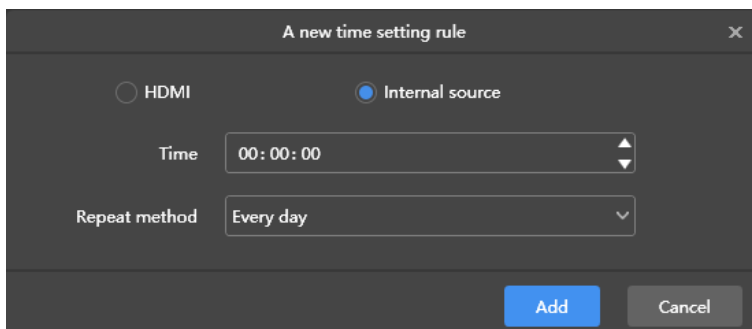 A new time setting rule
HDMI Internal source
Time 00:00:00
Repeat method Every day
Add Cancel